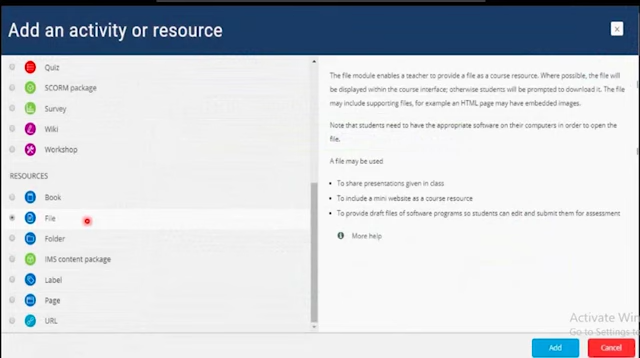 Add an activity or resource
x
Quiz
SCORM package
Survey
Wiki
Workshop
RESOURCES
Book
File
Folder
IMS content package
Label
Page
URL
The file module enables a teacher to provide a file as a course resource. Where possible, the file will
be displayed within the course interface; otherwise students will be prompted to download it. The file
may include supporting files, for example an HTML page may have embedded images.
Note that students need to have the appropriate software on their computers in order to open the
file.
A file may be used
• To share presentations given in class
• To include a mini website as a course resource
• To provide draft files of software programs so students can edit and submit them for assessment
More help
Activate Win
Go to Settings to
Add
Cancel